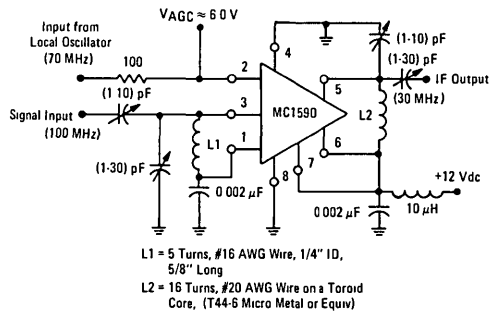 Input from
Local Oscillator
(70 MHz)
VAGC ≈ 6 0 V
100
(1 10) pF
Signal Input
(100 MHz)
(1-30) pF
L1
0 002 µF
2
3
1
4
MC1590
5
6
7
8
(1-10) pF
(1-30) pF
IF Output
(30 MHz)
L2
+12 Vdc
10 µH
0 002 µF
L1 = 5 Turns, #16 AWG Wire, 1/4" ID,
5/8" Long
L2 = 16 Turns, #20 AWG Wire on a Toroid
Core, (T44-6 Micro Metal or Equiv)